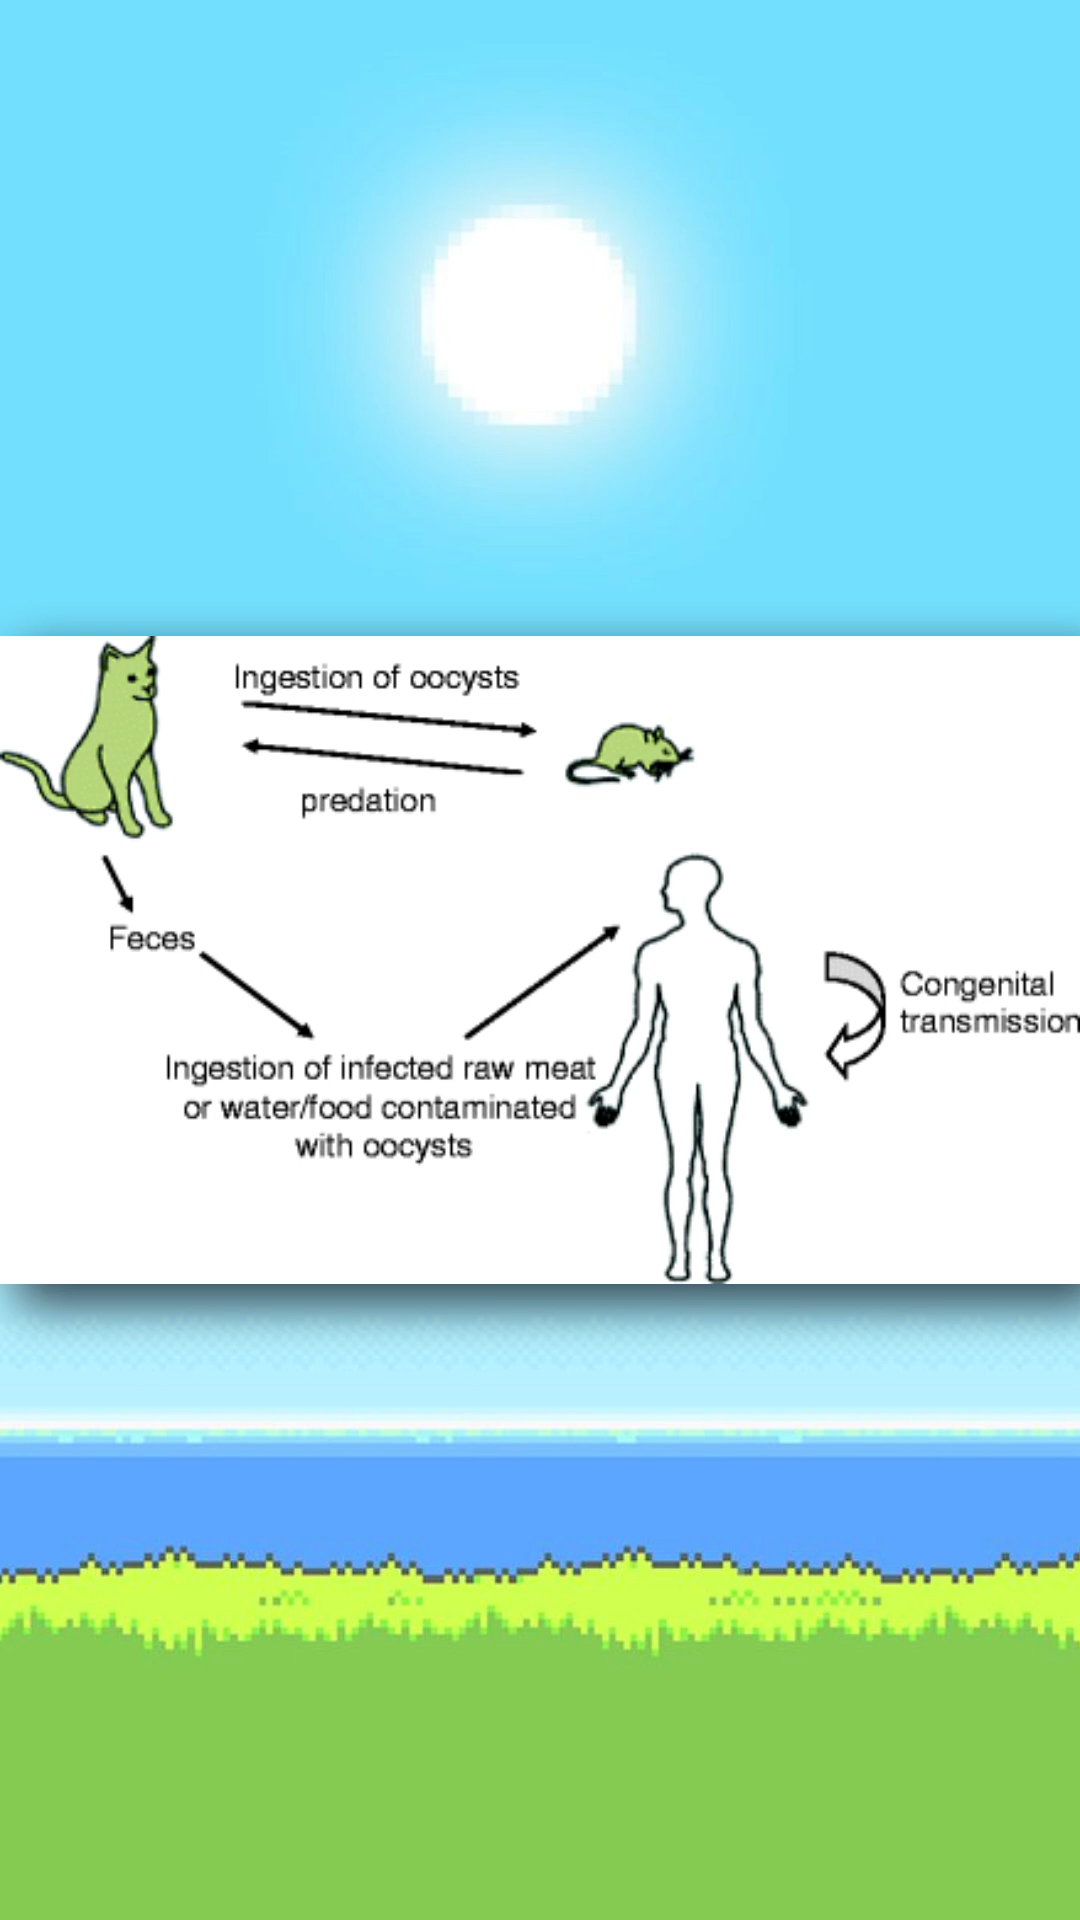 Ingestion of oocysts
predation
Feces
Ingestion of infected raw meat
or water/food contaminated
with oocysts
Congenital
transmission